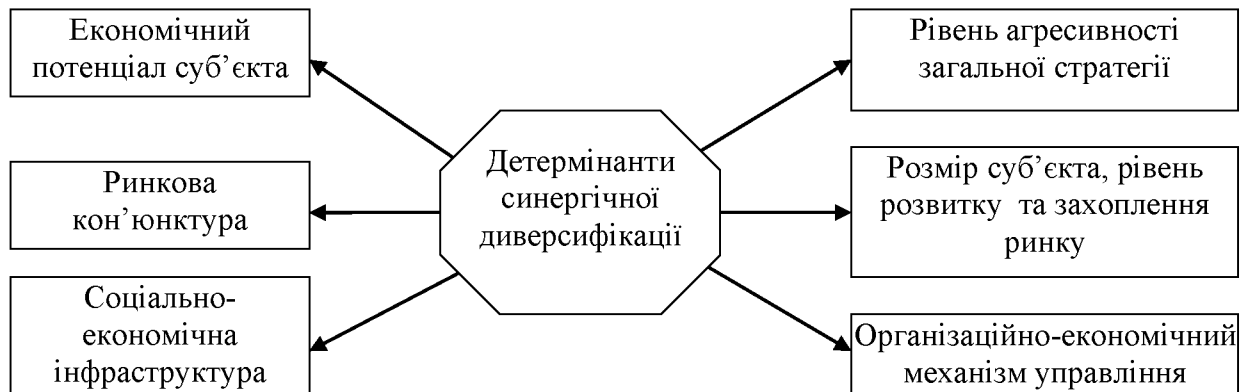 Економічний
потенціал суб’єкта
Ринкова
кон’юнктура
Соціально-
економічна
інфраструктура
Детермінанти
синергічної
диверсифікації
Рівень агресивності
загальної стратегії
Розмір суб’єкта, рівень
розвитку та захоплення
ринку
Організаційно-економічний
механізм управління